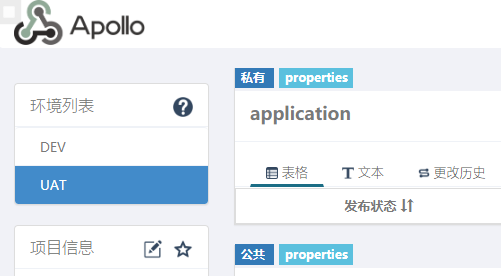 Apollo
环境列表
DEV
UAT
项目信息
私有 properties
application
表格 文本 更改历史
发布状态
公共 properties